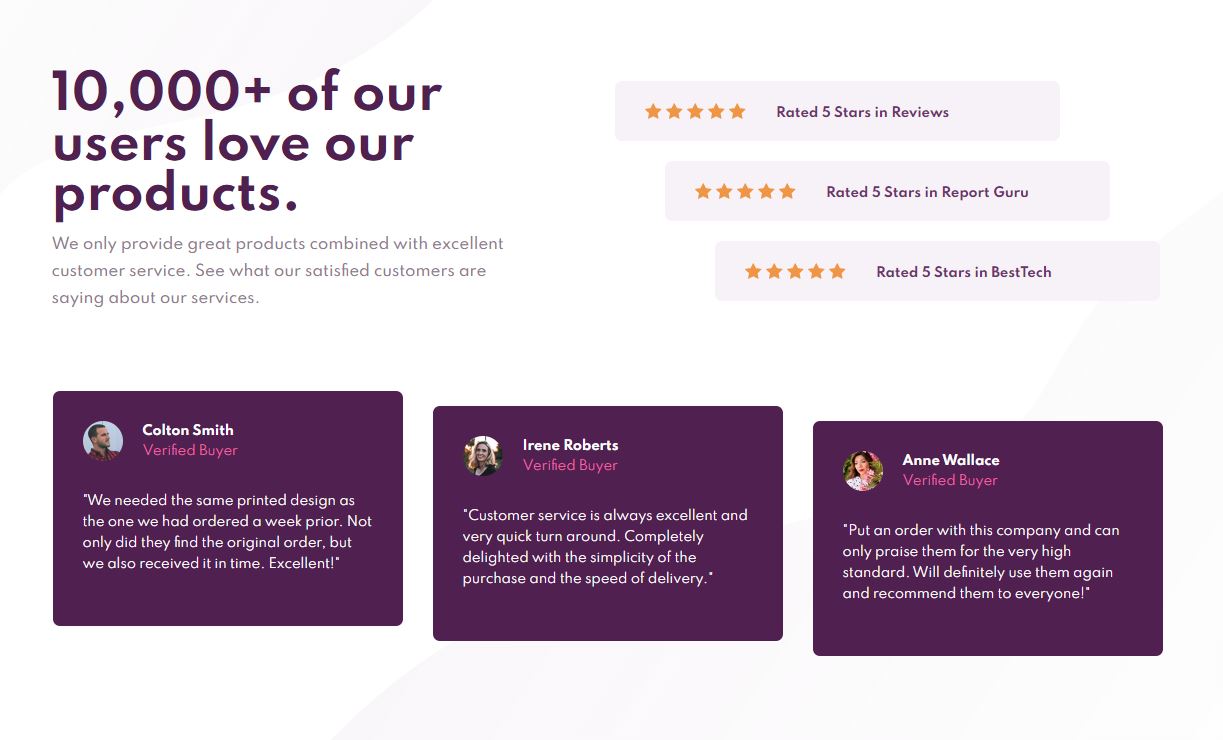 10,000+ of our
users love our
products.
We only provide great products combined with excellent
customer service. See what our satisfied customers are
saying about our services.
Rated 5 Stars in Reviews
Rated 5 Stars in Report Guru
Rated 5 Stars in BestTech
Colton Smith
Verified Buyer
"We needed the same printed design as
the one we had ordered a week prior. Not
only did they find the original order, but
we also received it in time. Excellent!"
Irene Roberts
Verified Buyer
"Customer service is always excellent and
very quick turn around. Completely
delighted with the simplicity of the
purchase and the speed of delivery."
Anne Wallace
Verified Buyer
"Put an order with this company and can
only praise them for the very high
standard. Will definitely use them again
and recommend them to everyone!"